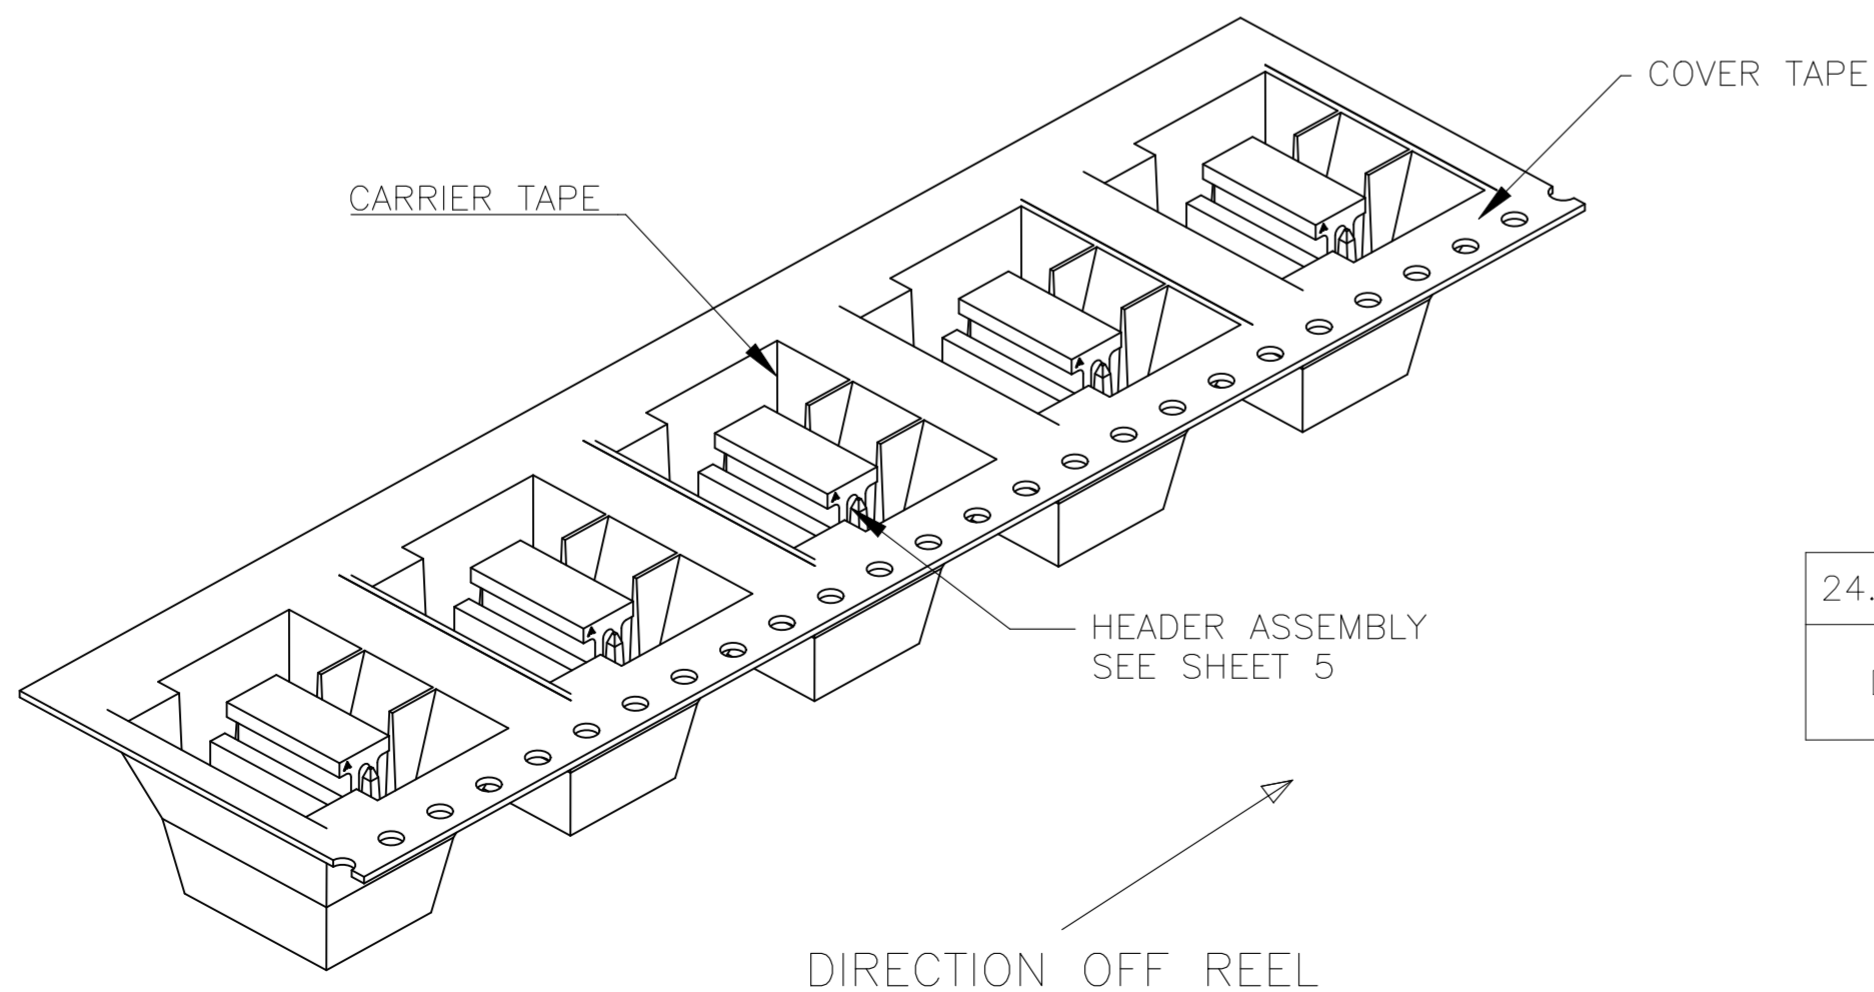 COVER TAPE
CARRIER TAPE
HEADER ASSEMBLY
SEE SHEET 5
24.
DIRECTION OFF REEL